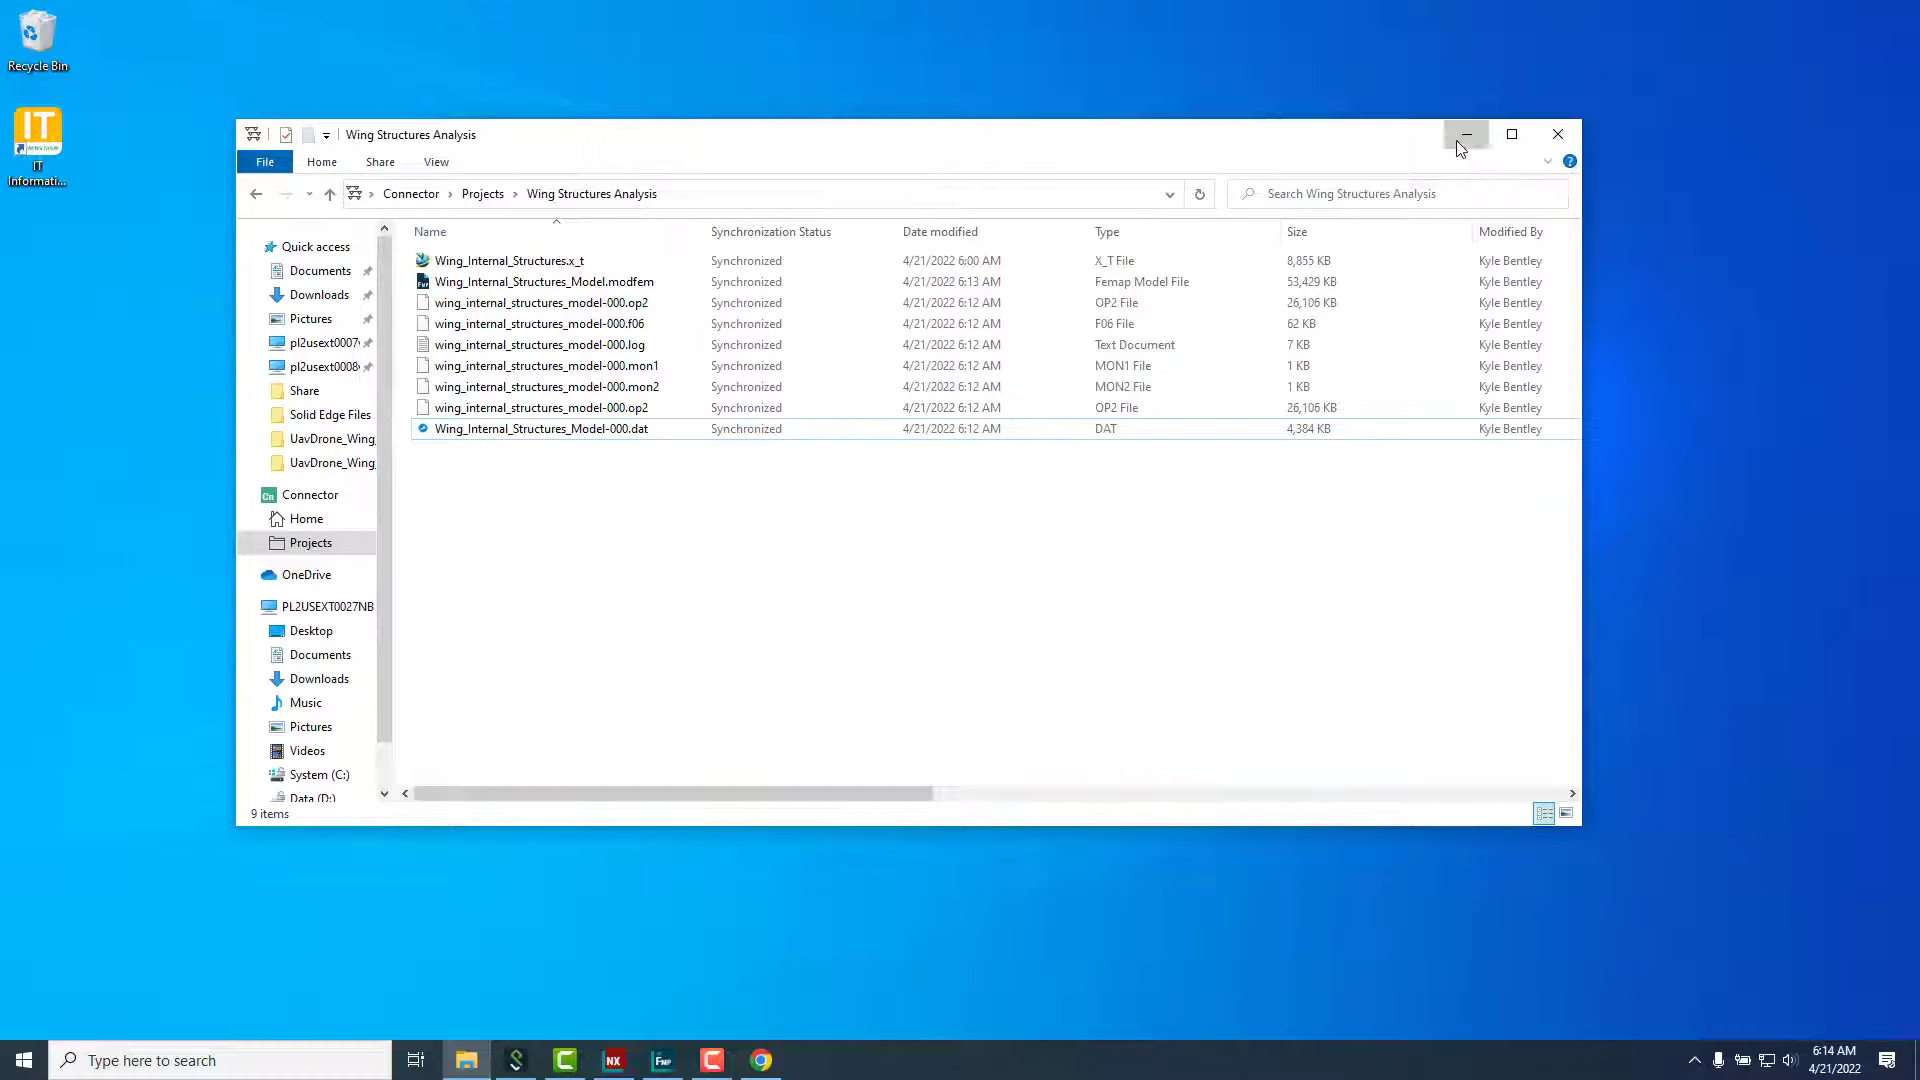 Recycle Bin
IT
IT
Informati...
Wing Structures Analysis
File Home Share View
Connector Projects Wing Structures Analysis
Search Wing Structures Analysis
Name Synchronization Status Date modified Type Size Modified By
Wing_Internal_Structures.x_t Synchronized 4/21/2022 6:00 AM X_T File 8,855 KB Kyle Bentley
Wing_Internal_Structures_Model.modfem Synchronized 4/21/2022 6:13 AM Femap Model File 53,429 KB Kyle Bentley
wing_internal_structures_model-000.op2 Synchronized 4/21/2022 6:12 AM OP2 File 26,106 KB Kyle Bentley
wing_internal_structures_model-000.f06 Synchronized 4/21/2022 6:12 AM F06 File 62 KB Kyle Bentley
wing_internal_structures_model-000.log Synchronized 4/21/2022 6:12 AM Text Document 7 KB Kyle Bentley
wing_internal_structures_model-000.mon1 Synchronized 4/21/2022 6:12 AM MON1 File 1 KB Kyle Bentley
wing_internal_structures_model-000.mon2 Synchronized 4/21/2022 6:12 AM MON2 File 1 KB Kyle Bentley
wing_internal_structures_model-000.op2 Synchronized 4/21/2022 6:12 AM OP2 File 26,106 KB Kyle Bentley
Wing_Internal_Structures_Model-000.dat Synchronized 4/21/2022 6:12 AM DAT 4,384 KB Kyle Bentley
Quick access
Documents
Downloads
Pictures
pl2usext0007
pl2usext0008
Share
Solid Edge Files
UavDrone_Wing_
UavDrone_Wing_
Cn Connector
Home
Projects
OneDrive
PL2USEXT0027NB
Desktop
Documents
Downloads
Music
Pictures
Videos
System (C:)
Data (D:)
9 items
Type here to search
NX
FMP
6:14 AM
4/21/2022